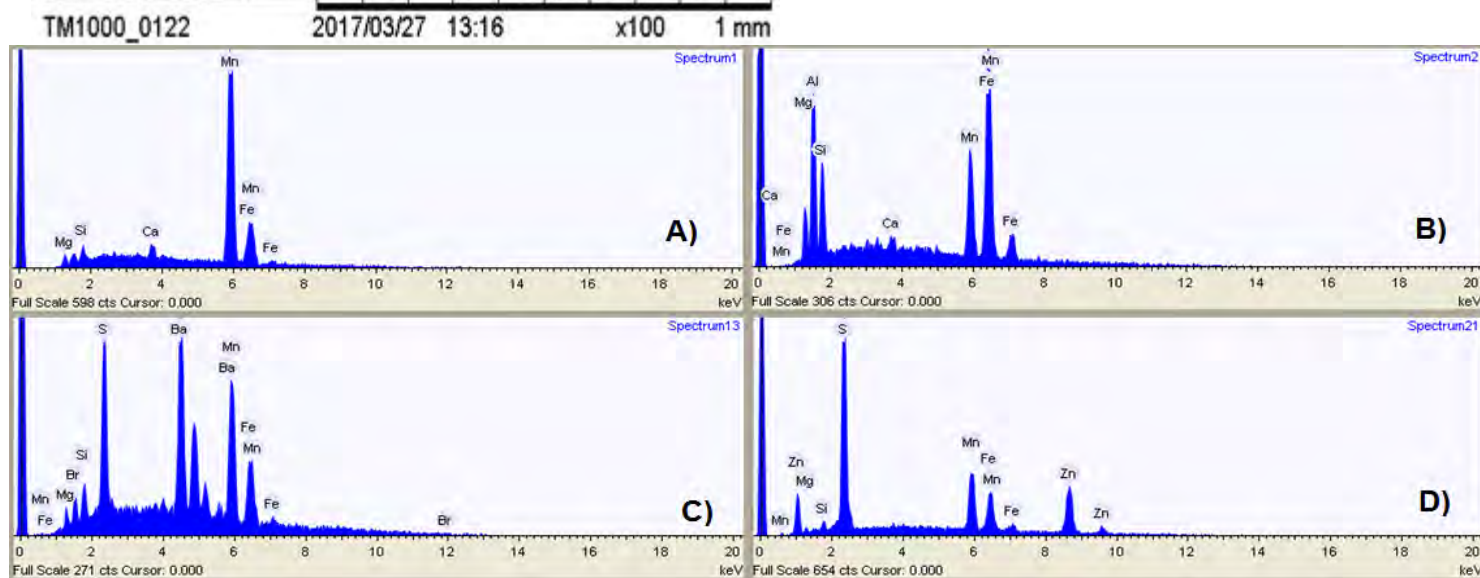 TM1000_0122 2017/03/27 13:16 x100 1 mm
Spectrum1
Mn
Mn
Fe
Mg Si Ca Fe
A)
0 2 4 6 8 10 12 14 16 18 20
Full Scale 598 cts Cursor: 0.000 keV
Spectrum2
Mn
Fe
Al
Mg
Mn
Si
Ca
Fe
Mn
Ca
Fe
B)
0 2 4 6 8 10 12 14 16 18 20
Full Scale 306 cts Cursor: 0.000 keV
Spectrum13
S Ba
Mn
Ba
Fe
Mn
Si
Br
Mn Mg
Fe
Fe
Br
C)
0 2 4 6 8 10 12 14 16 18 20
Full Scale 271 cts Cursor: 0.000 keV
Spectrum21
S
Mn
Fe
Mn
Zn
Mg
Zn
Mn
Si
Fe
Zn
D)
0 2 4 6 8 10 12 14 16 18 20
Full Scale 654 cts Cursor: 0.000 keV